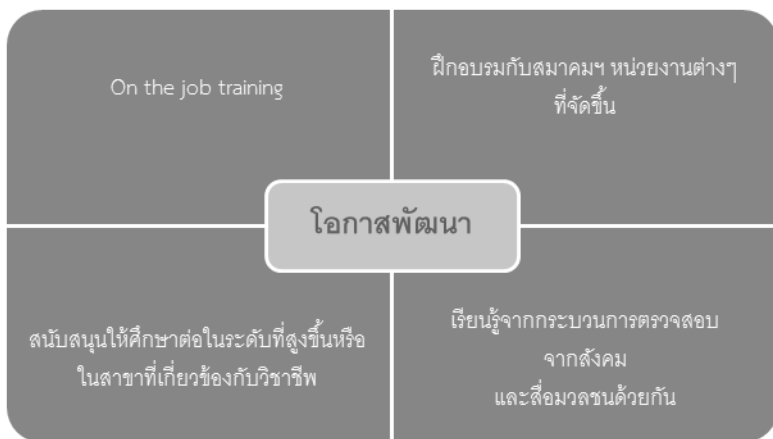 On the job training
ฝึกอบรมกับสมาคมฯ หน่วยงานต่างๆ
ที่จัดขึ้น
โอกาสพัฒนา
สนับสนุนให้ศึกษาต่อในระดับที่สูงขึ้นหรือ
ในสาขาที่เกี่ยวข้องกับวิชาชีพ
เรียนรู้จากกระบวนการตรวจสอบ
จากสังคม
และสื่อมวลชนด้วยกัน